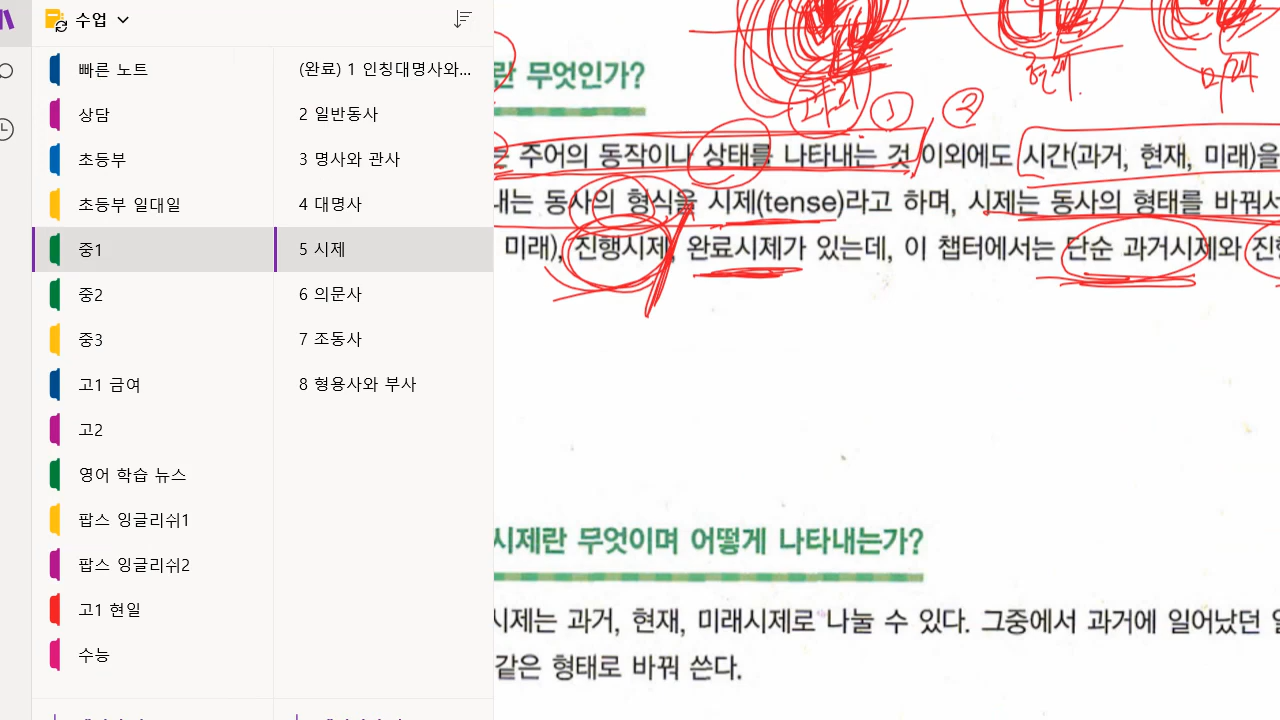 수업
빠른 노트
상담
초등부
초등부 일대일
중1
중2
중3
고1 금여
고2
영어 학습 뉴스
팝스 잉글리쉬1
팝스 잉글리쉬2
고1 현일
수능
(완료) 1 인칭대명사와...
2 일반동사
3 명사와 관사
4 대명사
5 시제
6 의문사
7 조동사
8 형용사와 부사
과거 ① ② 현재 미래
란 무엇인가?
주어의 동작이나 상태를 나타내는 것 이외에도 시간(과거, 현재, 미래)을
내는 동사의 형식을 시제(tense)라고 하며, 시제는 동사의 형태를 바꿔서
미래), 진행시제, 완료시제가 있는데, 이 챕터에서는 단순 과거시제와 진행
시제란 무엇이며 어떻게 나타내는가?
시제는 과거, 현재, 미래시제로 나눌 수 있다. 그중에서 과거에 일어났던
같은 형태로 바꿔 쓴다.